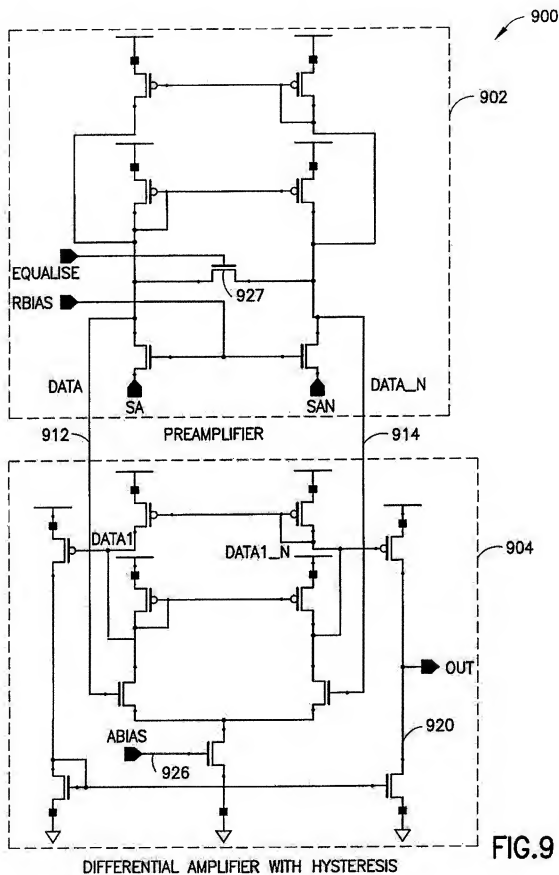 900
902
EQUALISE
927
RBIAS
DATA
SA
SAN
DATA_N
912
PREAMPLIFIER
914
DATA1
DATA1_N
904
OUT
ABIAS
920
926
DIFFERENTIAL AMPLIFIER WITH HYSTERESIS
FIG.9